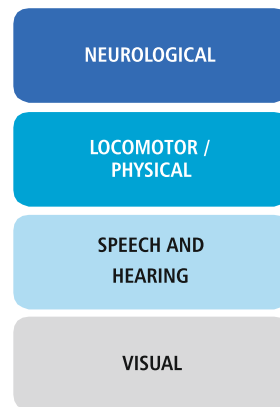 NEUROLOGICAL
LOCOMOTOR /
PHYSICAL
SPEECH AND
HEARING
VISUAL